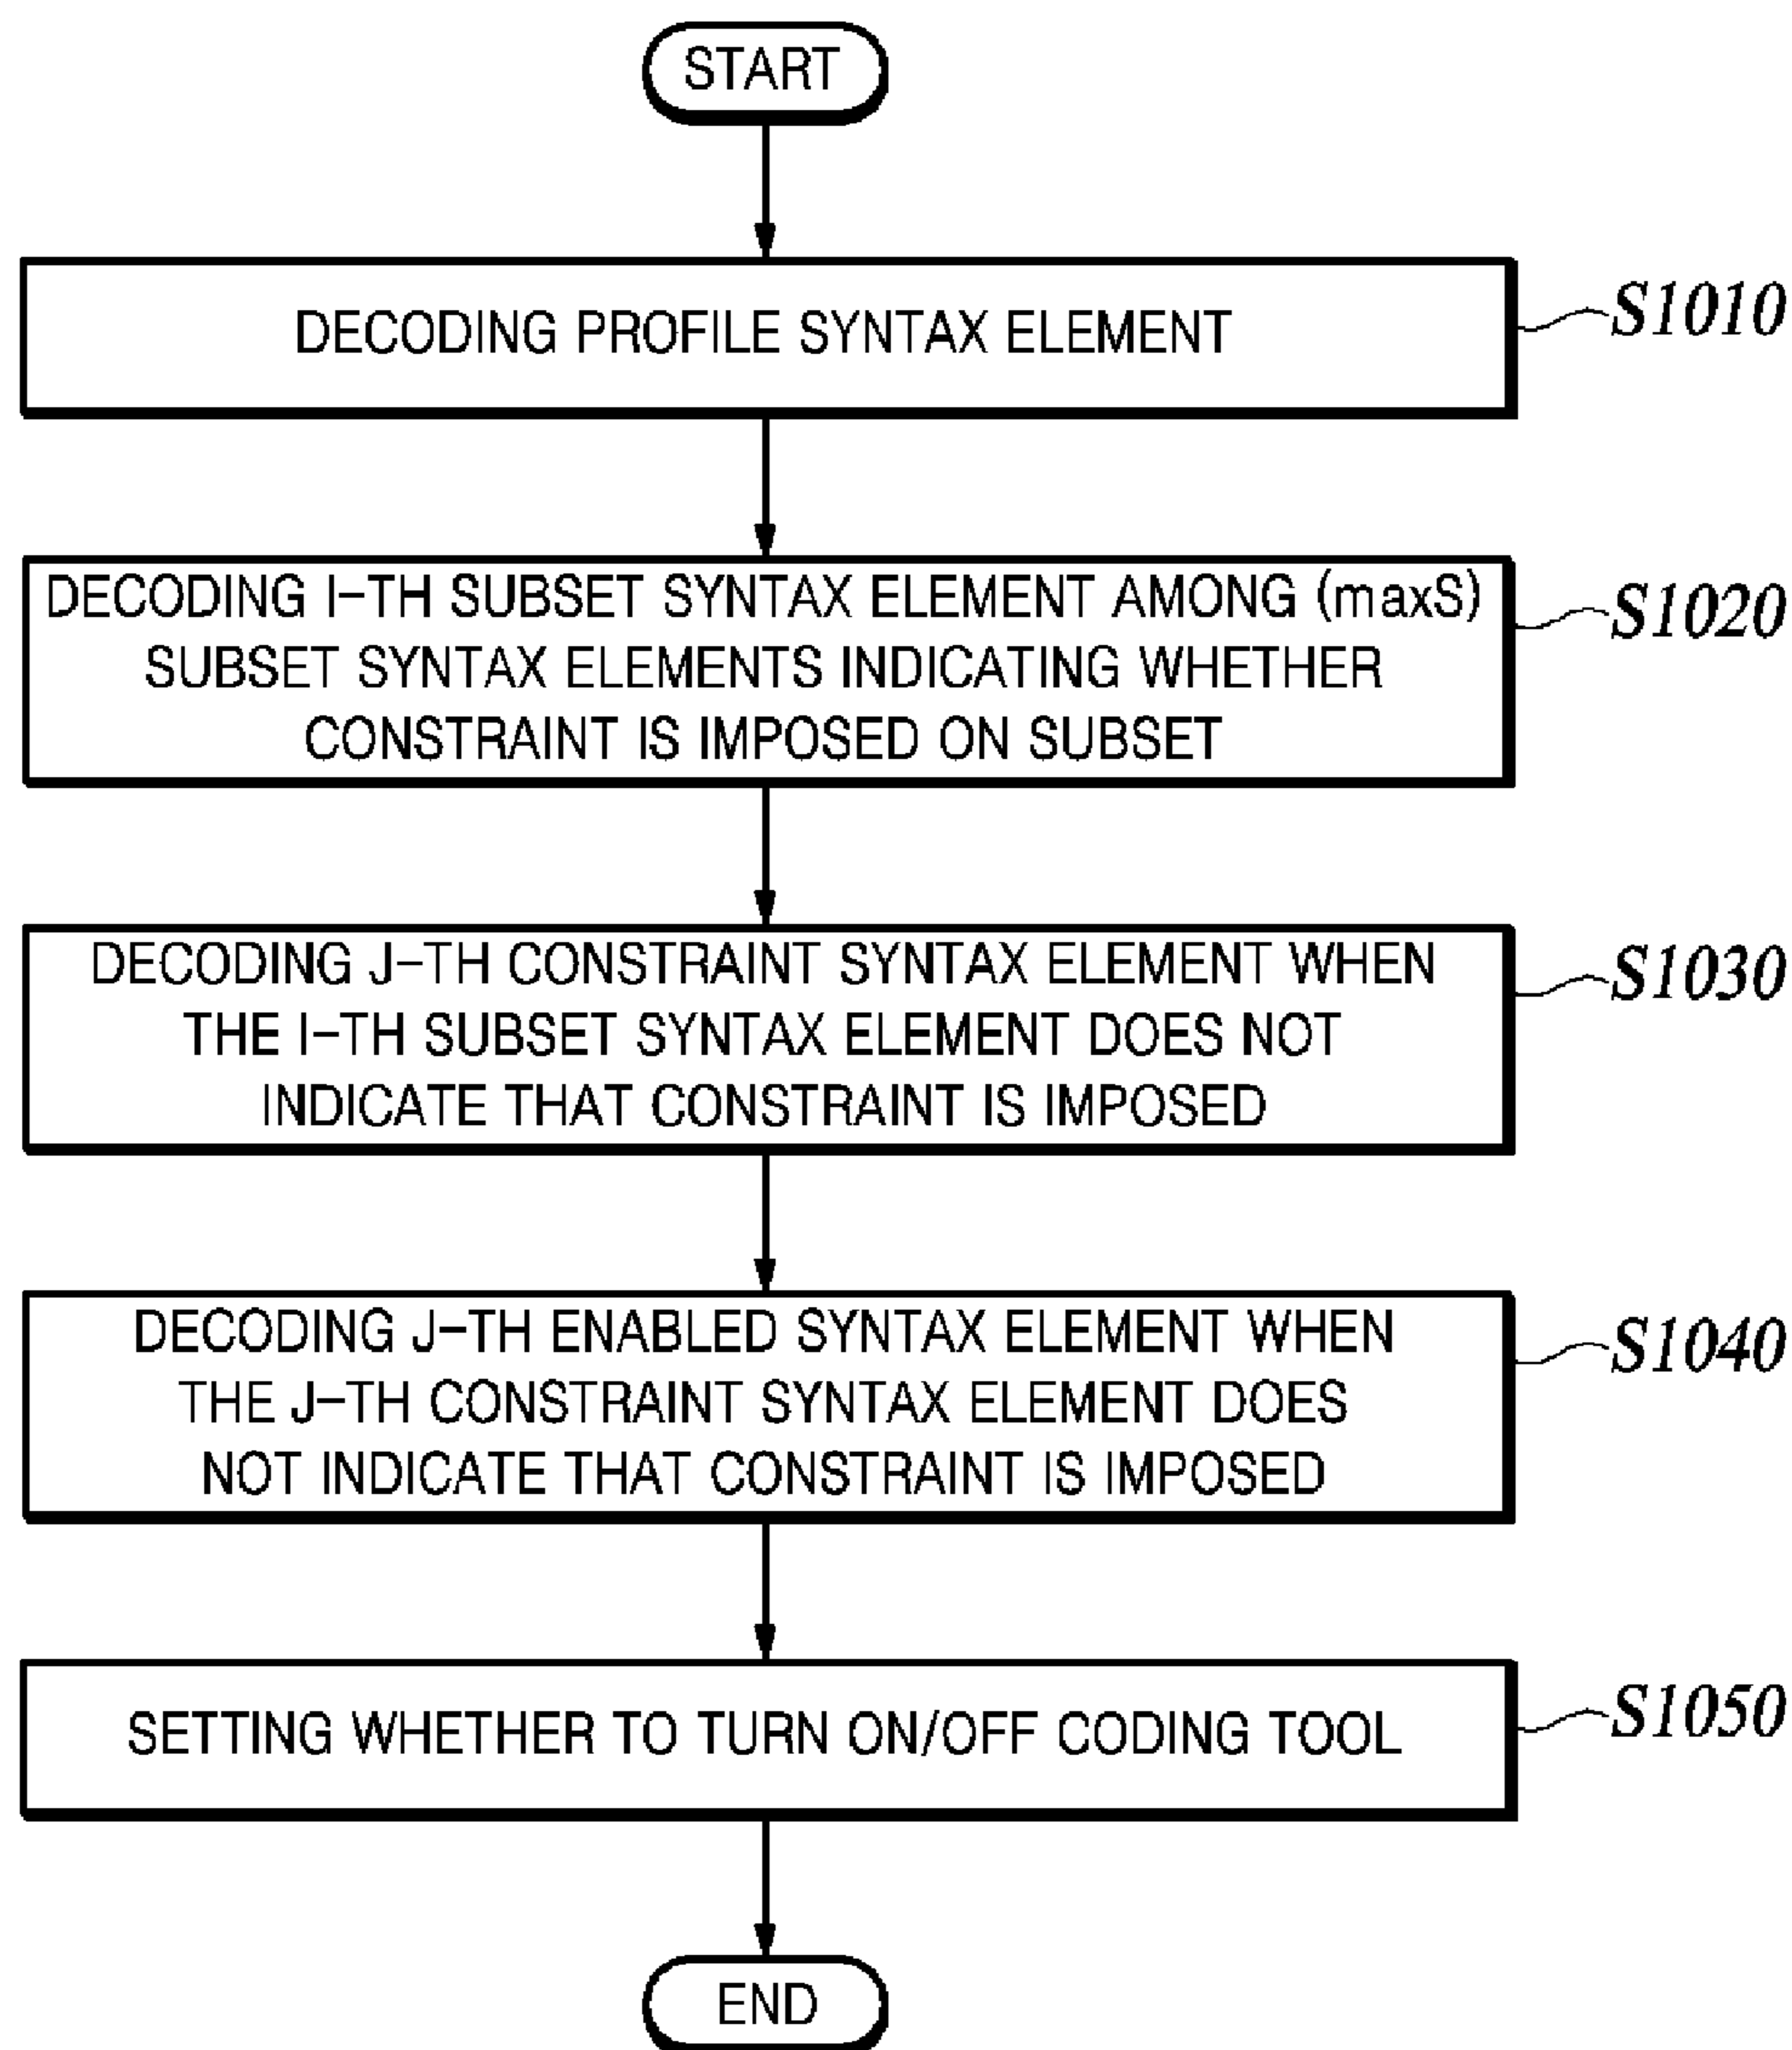 START
DECODING PROFILE SYNTAX ELEMENT
S1010
DECODING I-TH SUBSET SYNTAX ELEMENT AMONG (maxS)
SUBSET SYNTAX ELEMENTS INDICATING WHETHER
CONSTRAINT IS IMPOSED ON SUBSET
S1020
DECODING J-TH CONSTRAINT SYNTAX ELEMENT WHEN
THE I-TH SUBSET SYNTAX ELEMENT DOES NOT
INDICATE THAT CONSTRAINT IS IMPOSED
S1030
DECODING J-TH ENABLED SYNTAX ELEMENT WHEN
THE J-TH CONSTRAINT SYNTAX ELEMENT DOES
NOT INDICATE THAT CONSTRAINT IS IMPOSED
S1040
SETTING WHETHER TO TURN ON/OFF CODING TOOL
S1050
END